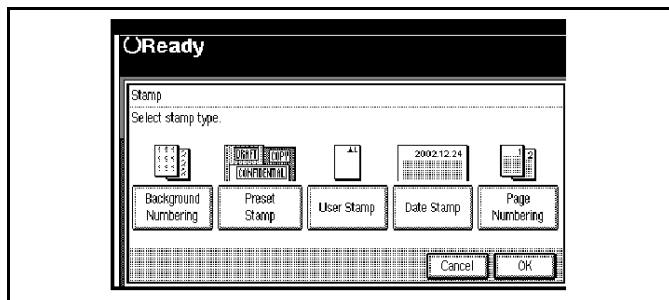 Ready
Stamp
Select stamp type.
DRAFT COPY
CONFIDENTIAL
2002.12.24
Background Numbering
Preset Stamp
User Stamp
Date Stamp
Page Numbering
Cancel
OK